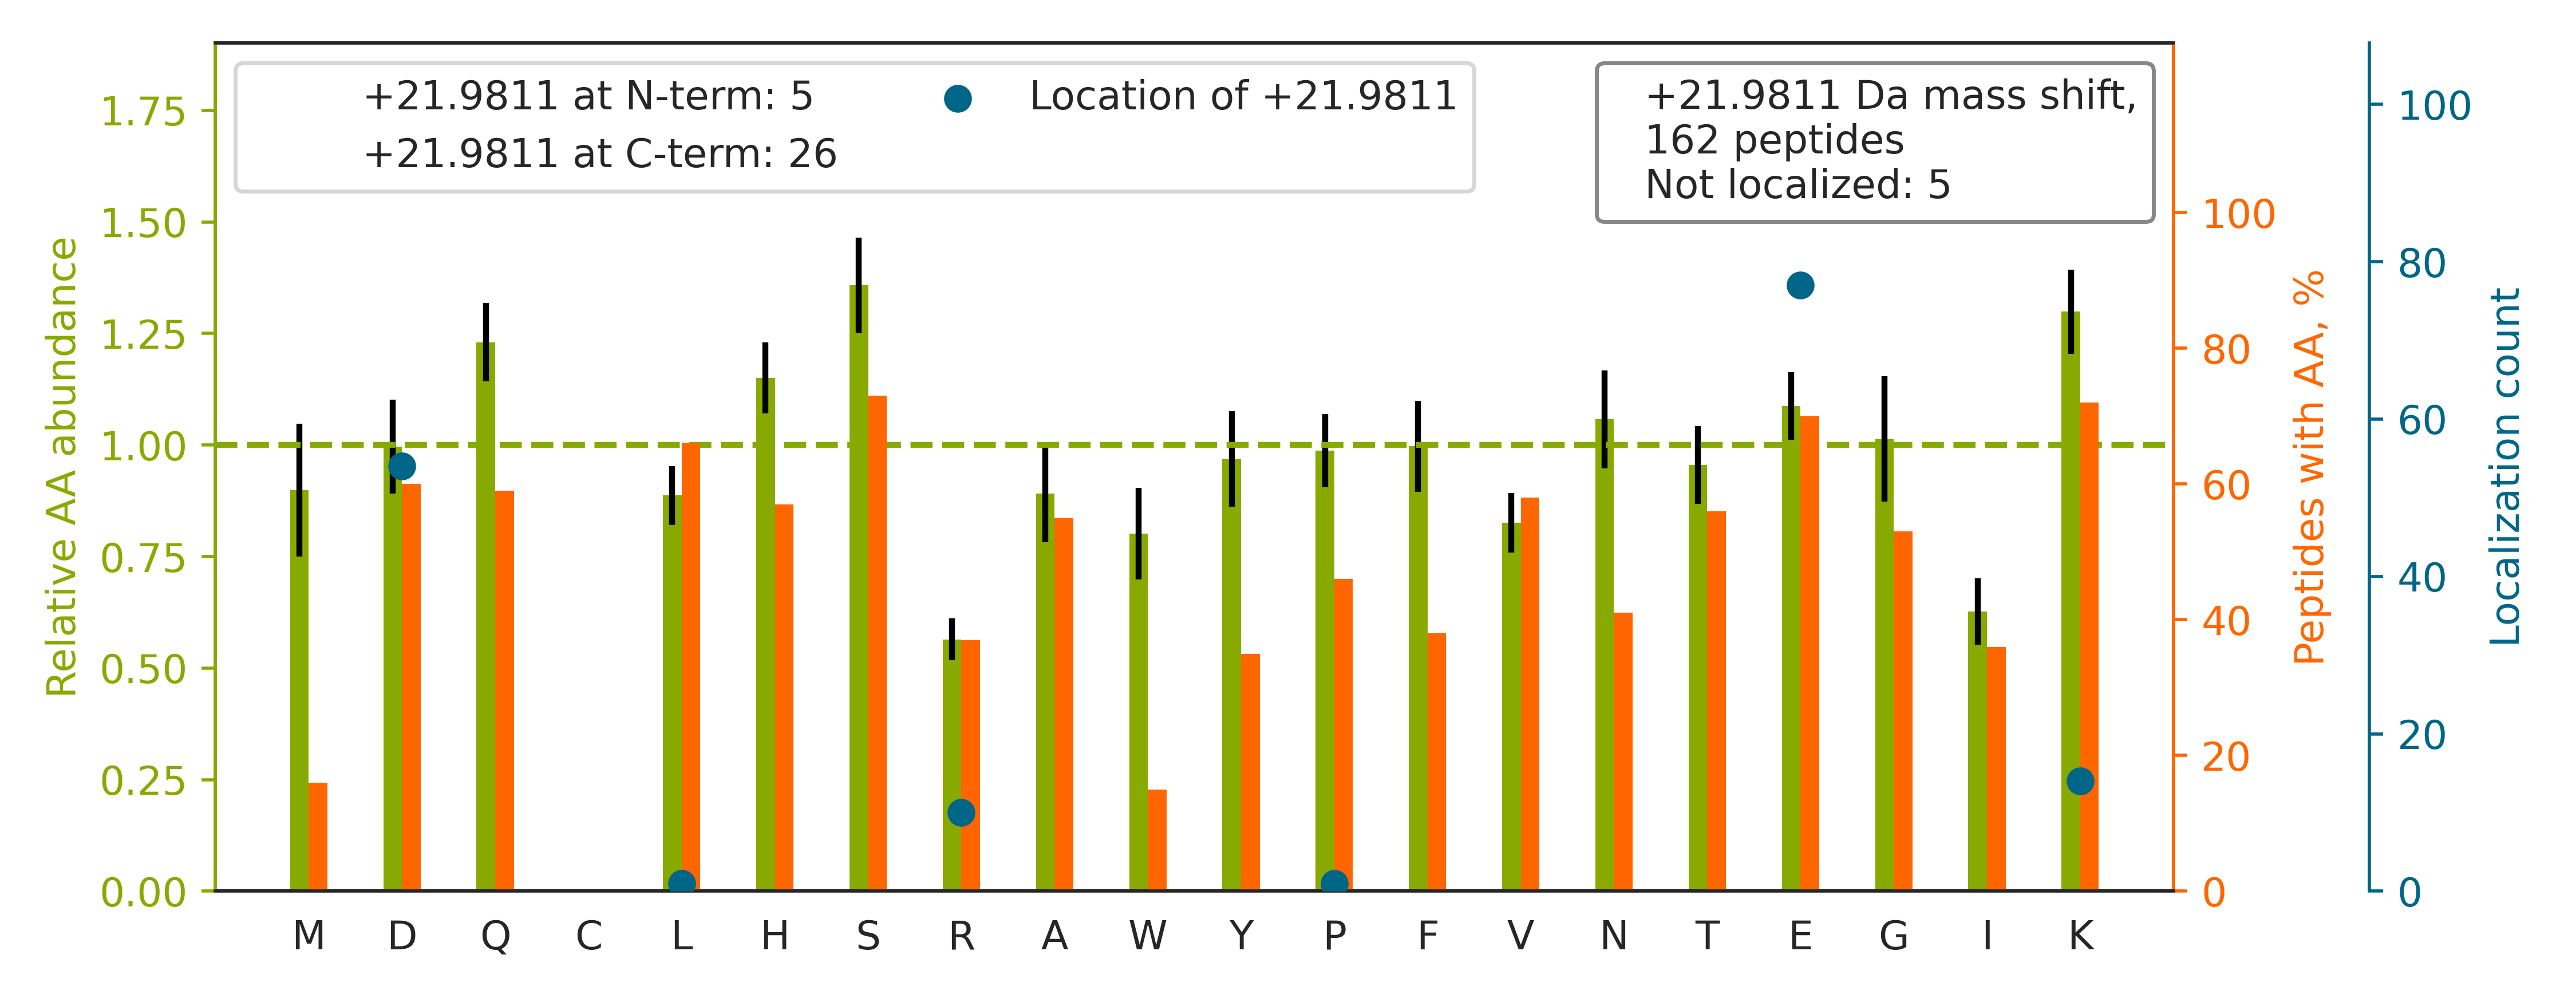 +21.9811 at N-term: 5
+21.9811 at C-term: 26
Location of +21.9811
+21.9811 Da mass shift,
162 peptides
Not localized: 5
Relative AA abundance
1.75
1.50
1.25
1.00
0.75
0.50
0.25
0.00
M D Q C L H S R A W Y P F V N T E G I K
100
80
60
40
20
0
Peptides with AA, %
100
80
60
40
20
0
Localization count